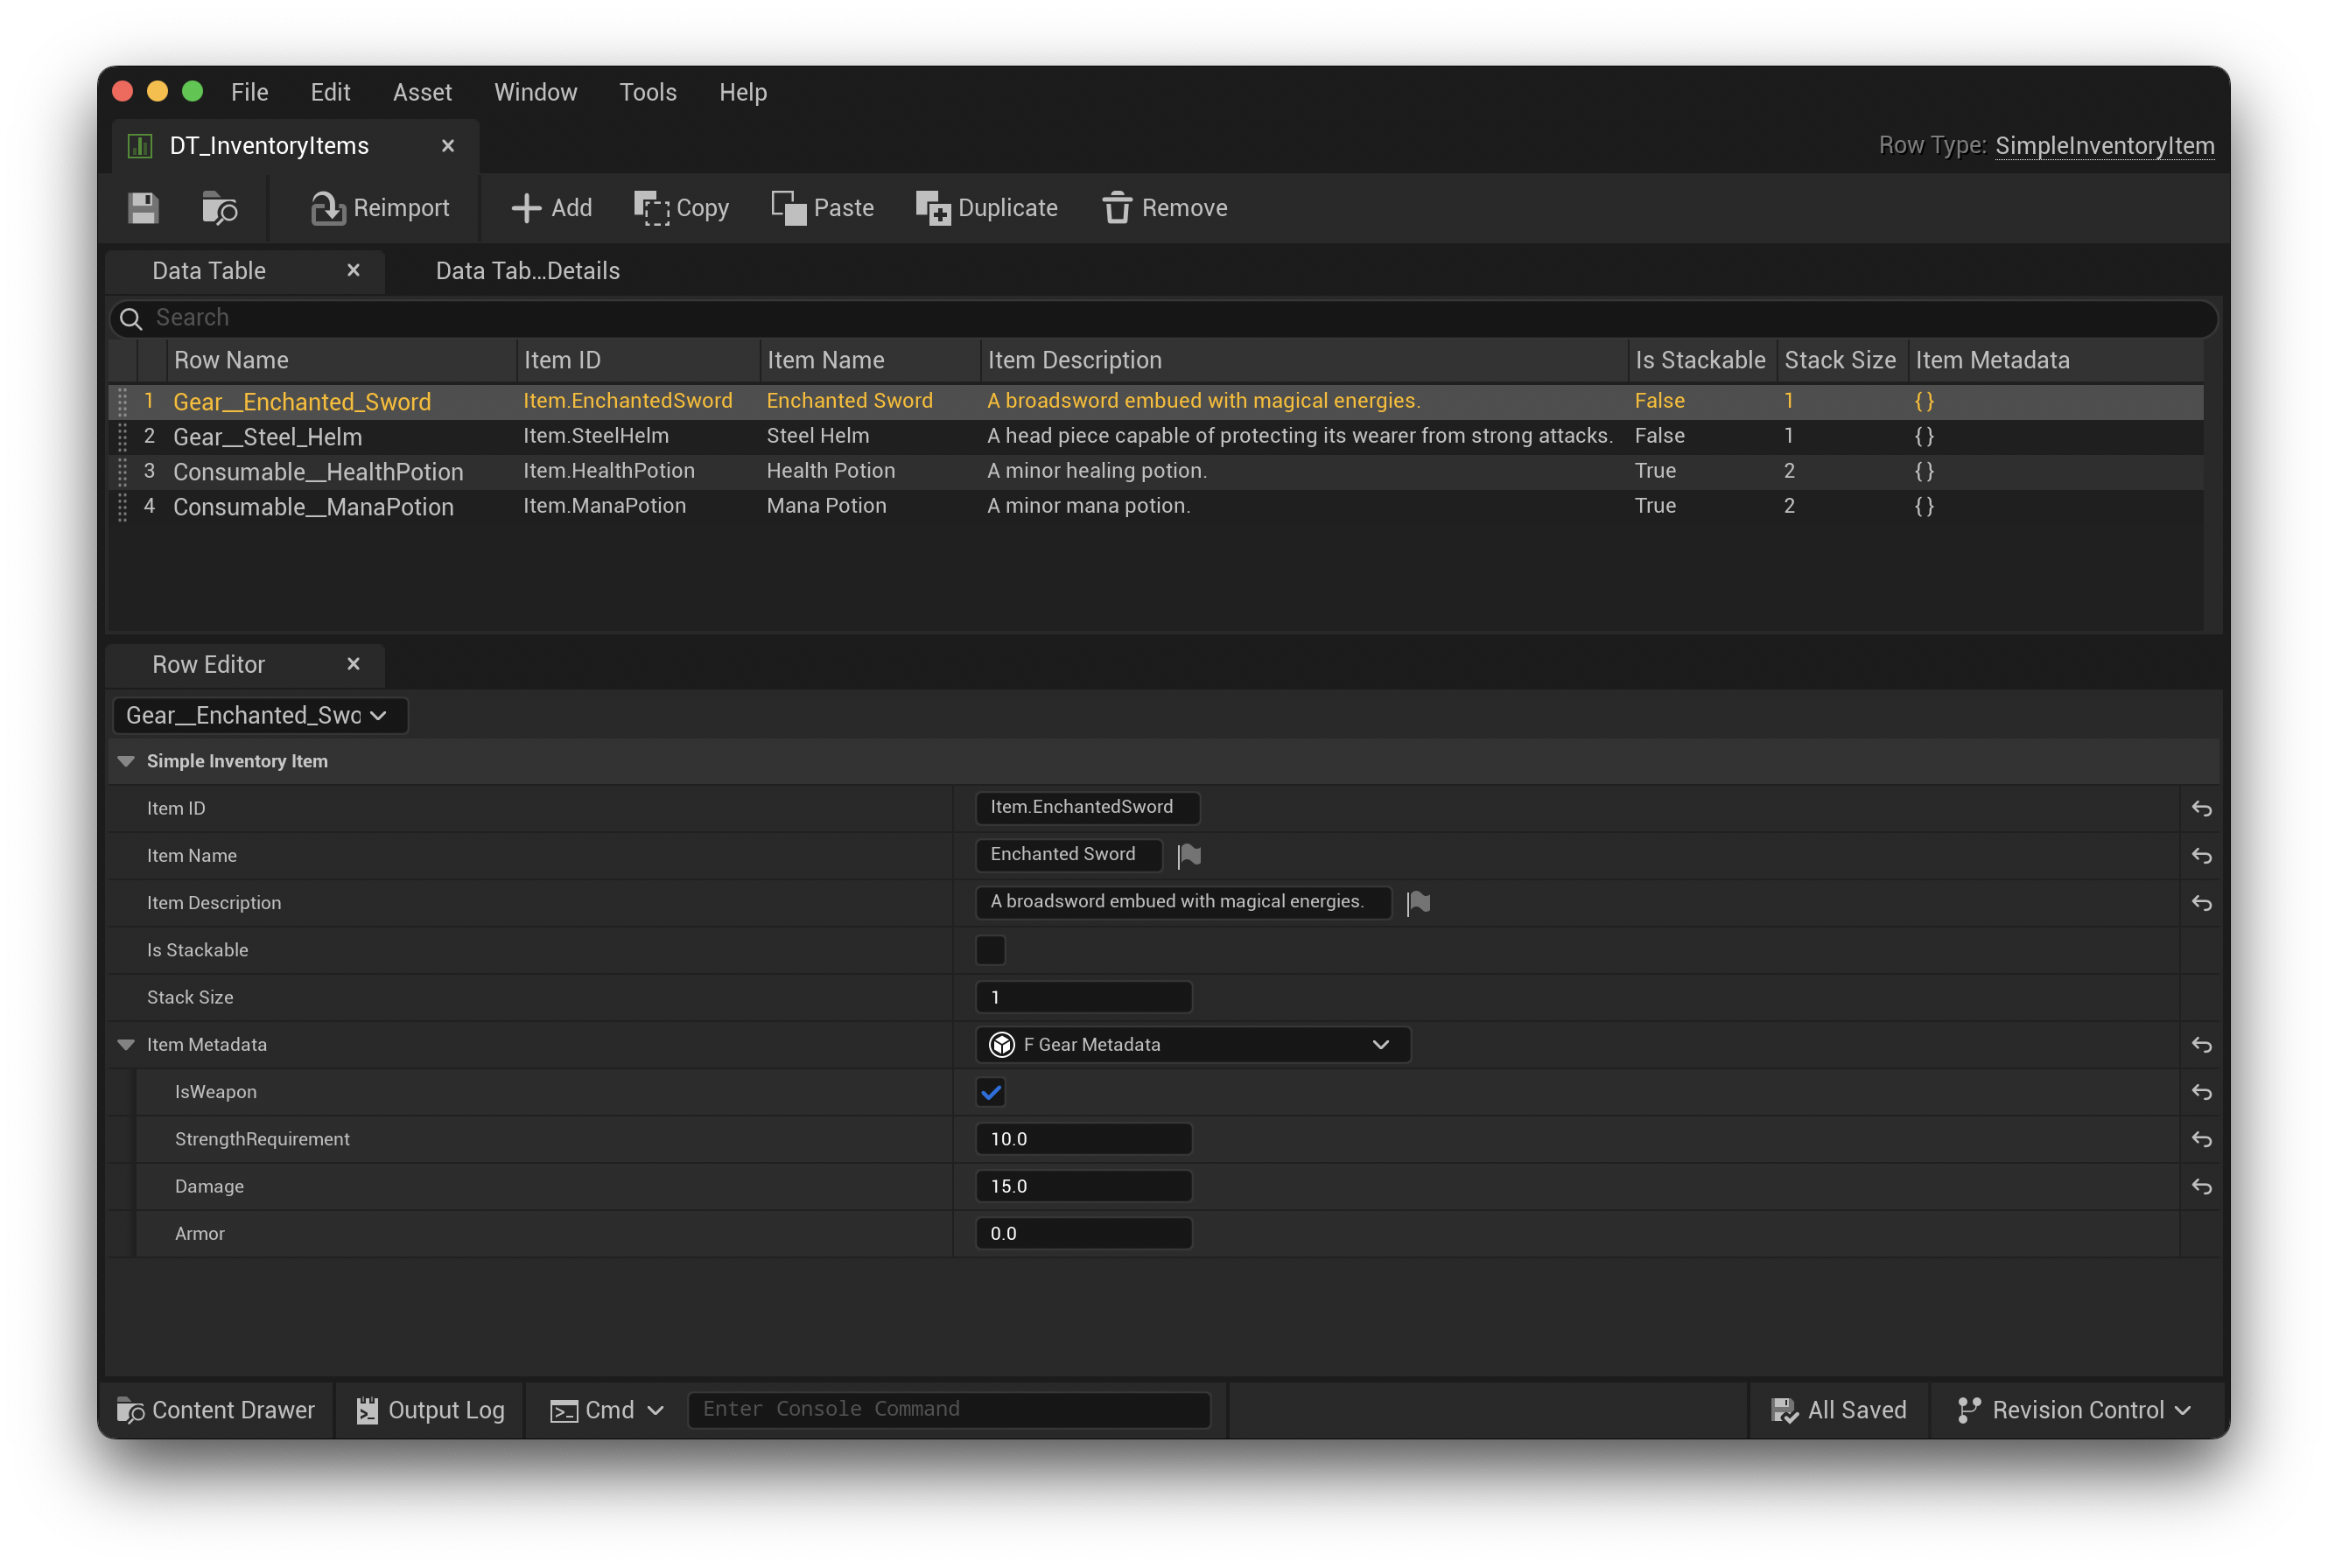 File Edit Asset Window Tools Help
DT_InventoryItems Row Type: SimpleInventoryItem
Reimport Add Copy Paste Duplicate Remove
Data Table Data Tab...Details
Search
Row Name Item ID Item Name Item Description Is Stackable Stack Size Item Metadata
1 Gear__Enchanted_Sword Item.EnchantedSword Enchanted Sword A broadsword embued with magical energies. False 1 {}
2 Gear__Steel_Helm Item.SteelHelm Steel Helm A head piece capable of protecting its wearer from strong attacks. False 1 {}
3 Consumable__HealthPotion Item.HealthPotion Health Potion A minor healing potion. True 2 {}
4 Consumable__ManaPotion Item.ManaPotion Mana Potion A minor mana potion. True 2 {}
Row Editor
Gear__Enchanted_Swo
Simple Inventory Item
Item ID Item.EnchantedSword
Item Name Enchanted Sword
Item Description A broadsword embued with magical energies.
Is Stackable
Stack Size 1
Item Metadata F Gear Metadata
IsWeapon
StrengthRequirement 10.0
Damage 15.0
Armor 0.0
Content Drawer Output Log Cmd Enter Console Command All Saved Revision Control